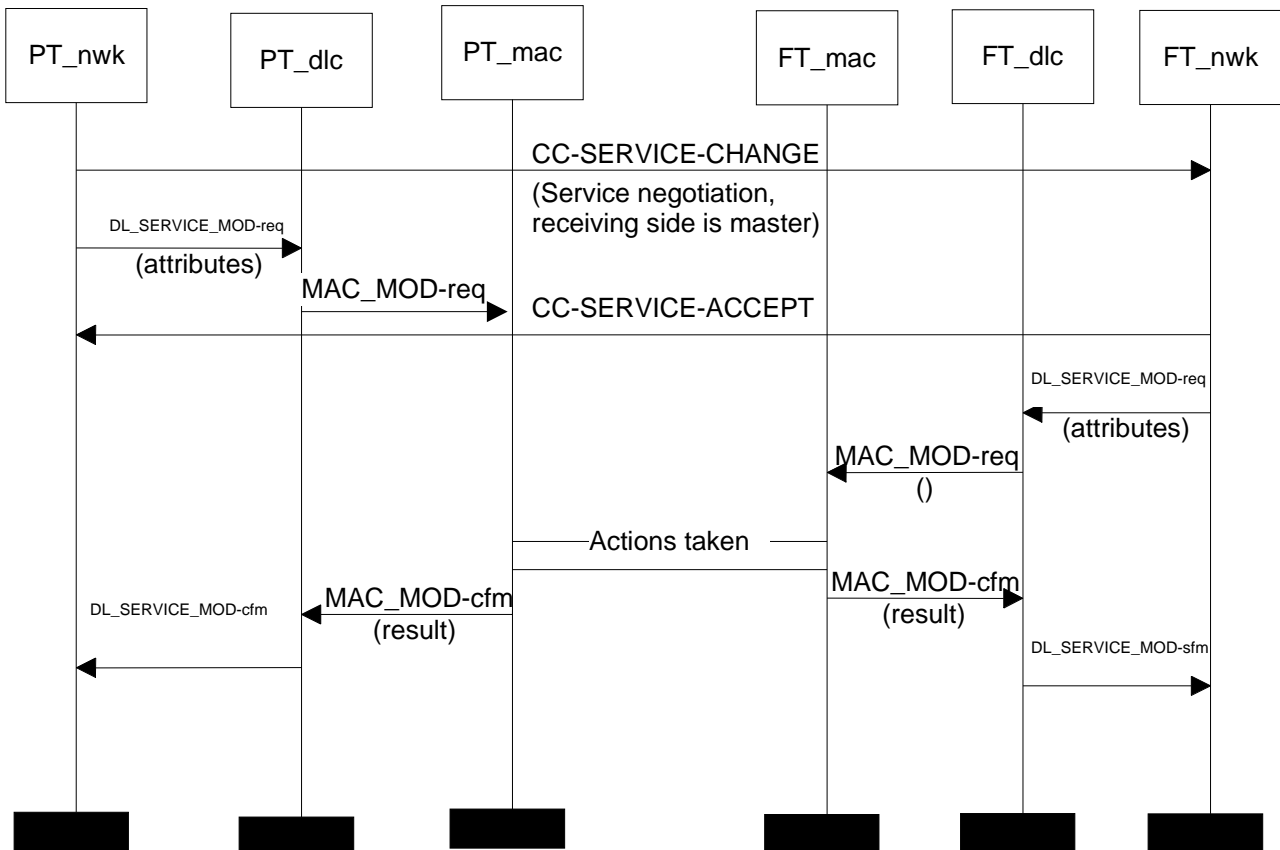 PT_nwk
PT_dlc
PT_mac
FT_mac
FT_dlc
FT_nwk
CC-SERVICE-CHANGE
(Service negotiation,
receiving side is master)
DL_SERVICE_MOD-req
(attributes)
MAC_MOD-req
CC-SERVICE-ACCEPT
DL_SERVICE_MOD-req
(attributes)
MAC_MOD-req
()
Actions taken
MAC_MOD-cfm
(result)
MAC_MOD-cfm
(result)
DL_SERVICE_MOD-cfm
DL_SERVICE_MOD-sfm